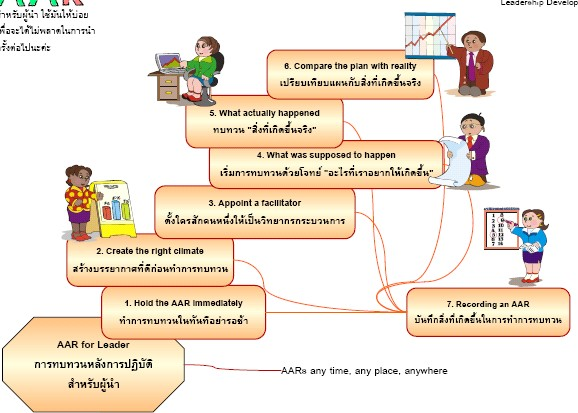 AAR
Leadership Develop
สำหรับผู้นำ ใช้มันให้บ่อย
เพื่อจะได้ไม่พลาดในการนำ
ครั้งต่อไปนะค่ะ
6. Compare the plan with reality
เปรียบเทียบแผนกับสิ่งที่เกิดขึ้นจริง
5. What actually happened
ทบทวน "สิ่งที่เกิดขึ้นจริง"
4. What was supposed to happen
เริ่มการทบทวนด้วยโจทย์ "อะไรที่เราอยากให้เกิดขึ้น"
3. Appoint a facilitator
ตั้งใครสักคนหนึ่งให้เป็นวิทยากรกระบวนการ
2. Create the right climate
สร้างบรรยากาศที่ดีก่อนทำการทบทวน
1. Hold the AAR immediately
ทำการทบทวนในทันทีอย่ารอช้า
7. Recording an AAR
บันทึกสิ่งที่เกิดขึ้นในการทำการทบทวน
AAR for Leader
การทบทวนหลังการปฏิบัติ
สำหรับผู้นำ
AARs any time, any place, anywhere